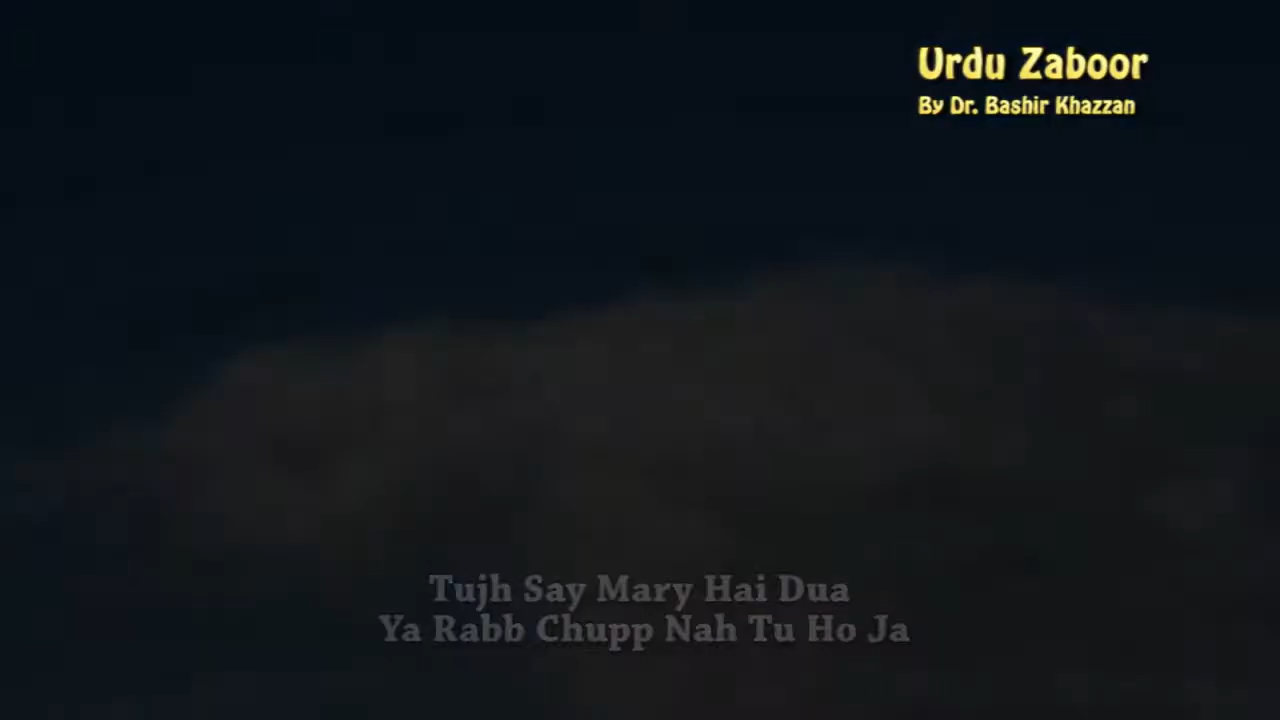 Urdu Zaboor
By Dr. Bashir Khazzan
Tujh Say Mary Hai Dua
Ya Rabb Chupp Nah Tu Ho Ja